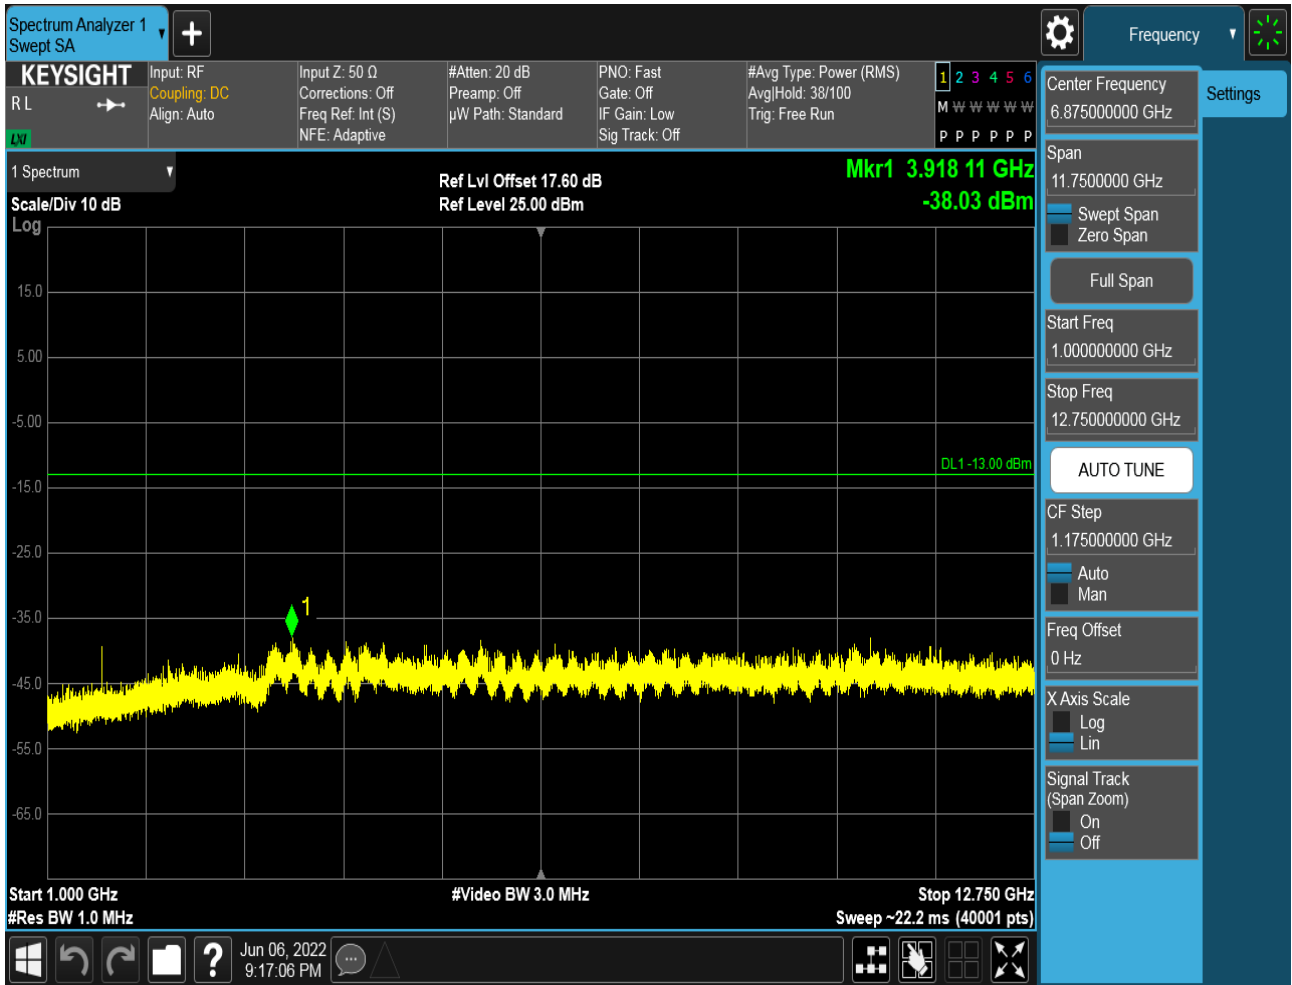 Spectrum Analyzer 1
Swept SA
Frequency
KEYSIGHT
R L
LXI
Input: RF
Coupling: DC
Align: Auto
Input Z: 50 Ω
Corrections: Off
Freq Ref: Int (S)
NFE: Adaptive
#Atten: 20 dB
Preamp: Off
µW Path: Standard
PNO: Fast
Gate: Off
IF Gain: Low
Sig Track: Off
#Avg Type: Power (RMS)
Avg|Hold: 38/100
Trig: Free Run
1 2 3 4 5 6
M W W W W W
P P P P P P
1 Spectrum
Scale/Div 10 dB
Log
Ref Lvl Offset 17.60 dB
Ref Level 25.00 dBm
Mkr1 3.918 11 GHz
-38.03 dBm
15.0
5.00
-5.00
DL1 -13.00 dBm
-15.0
-25.0
1
-35.0
-45.0
-55.0
-65.0
Start 1.000 GHz
#Res BW 1.0 MHz
#Video BW 3.0 MHz
Stop 12.750 GHz
Sweep ~22.2 ms (40001 pts)
Jun 06, 2022
9:17:06 PM
Center Frequency
6.875000000 GHz
Settings
Span
11.7500000 GHz
Swept Span
Zero Span
Full Span
Start Freq
1.000000000 GHz
Stop Freq
12.750000000 GHz
AUTO TUNE
CF Step
1.175000000 GHz
Auto
Man
Freq Offset
0 Hz
X Axis Scale
Log
Lin
Signal Track
(Span Zoom)
On
Off